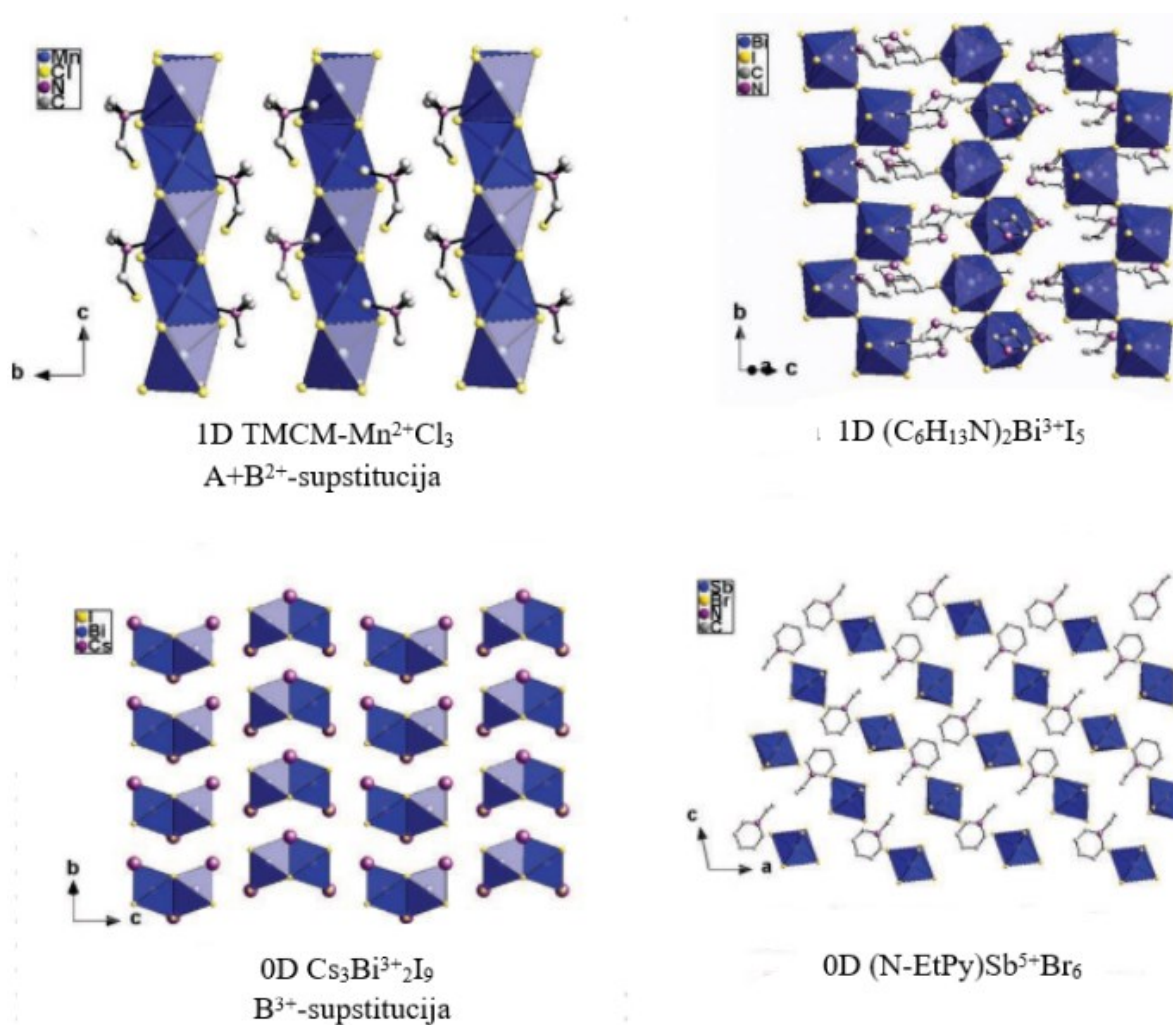 Mn
Cl
N
C
c
b
1D TMCM-Mn²⁺Cl₃
A+B²⁺-supstitucija
Bi
I
C
N
b
a c
1D (C₆H₁₃N)₂Bi³⁺I₅
I
Bi
Cs
b
c
0D Cs₃Bi³⁺₂I₉
B³⁺-supstitucija
Sb
Br
N
C
c
a
0D (N-EtPy)Sb⁵⁺Br₆